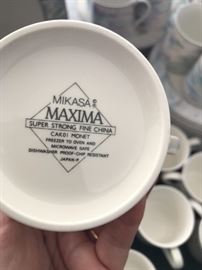 MIKASA®
MAXIMA
SUPER STRONG FINE CHINA
CAK01 MONET
FREEZER TO OVEN AND
MICROWAVE SAFE
DISHWASHER PROOF-CHIP RESISTANT
JAPAN-P